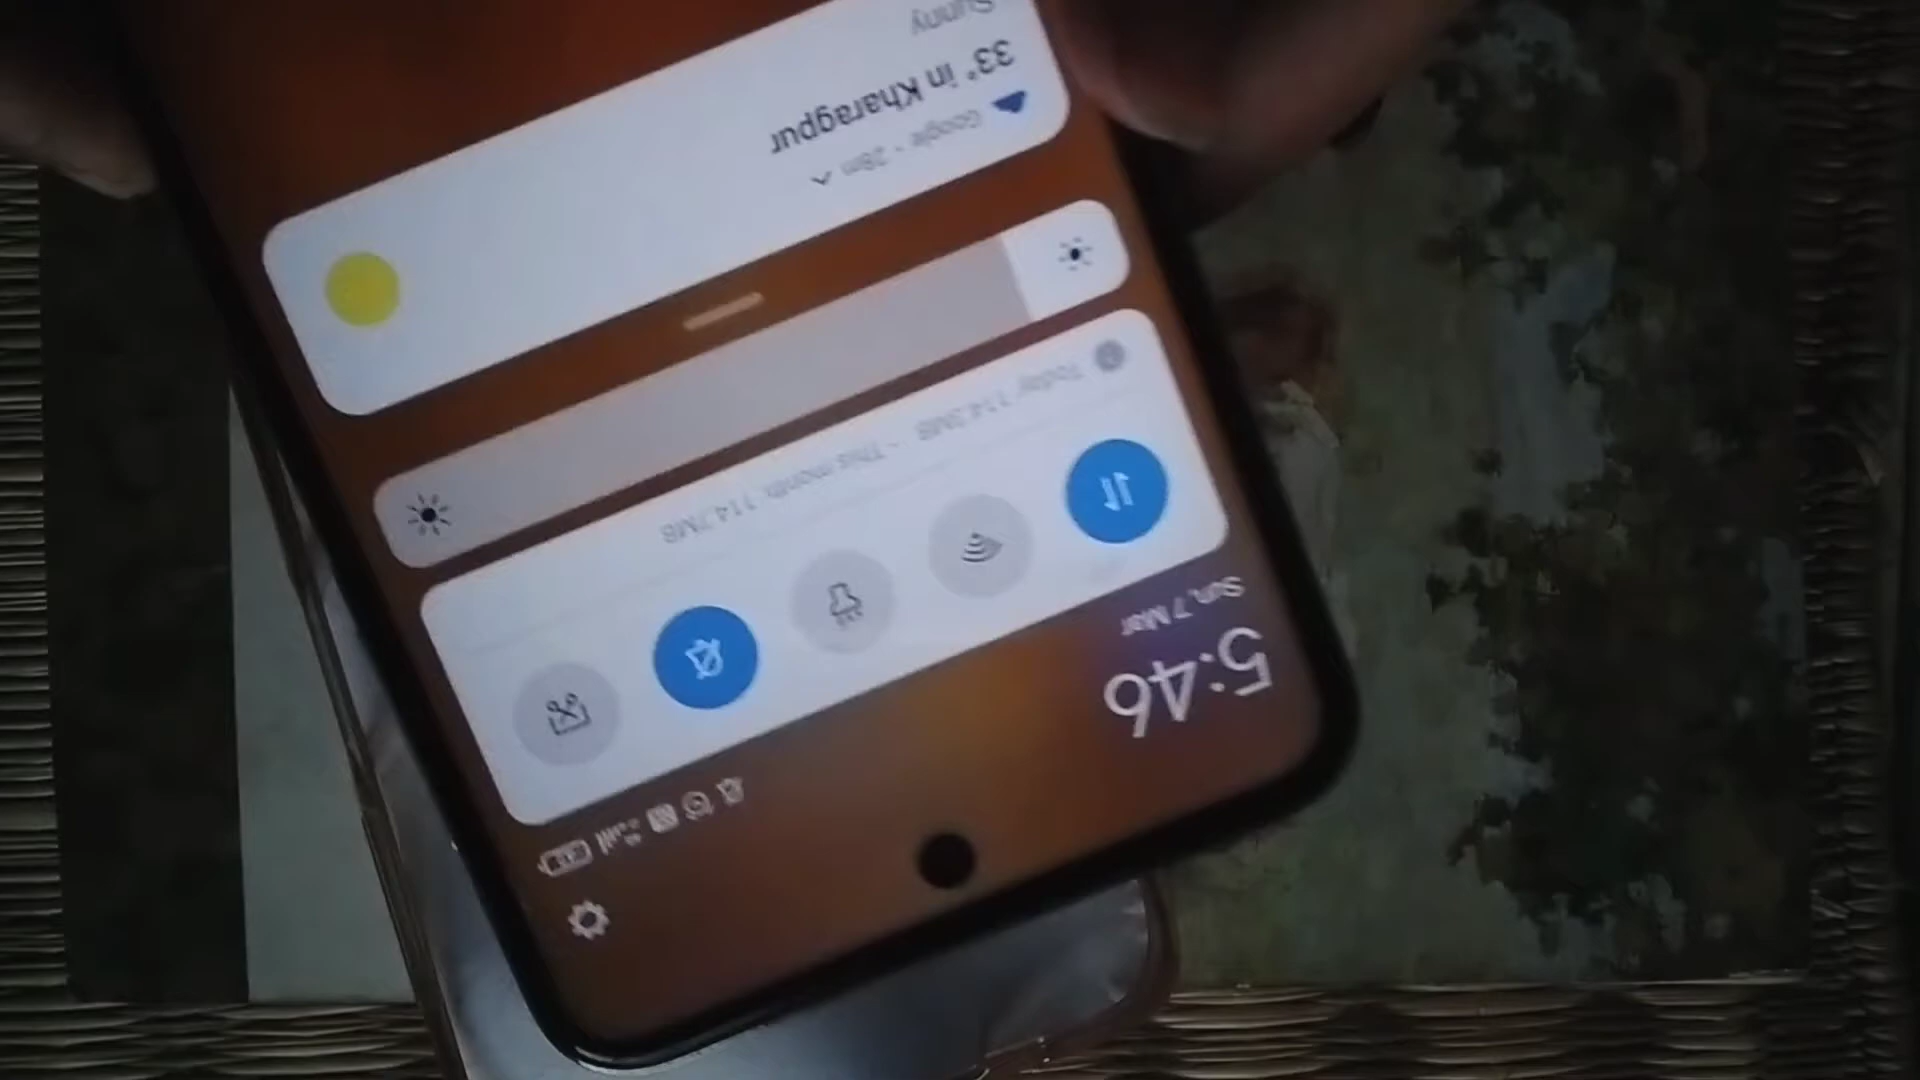 5:46
Sun, 7 Mar
Today 114.3MB - This month 114.3MB
Google • 28m
33° in Kharagpur
Sunny